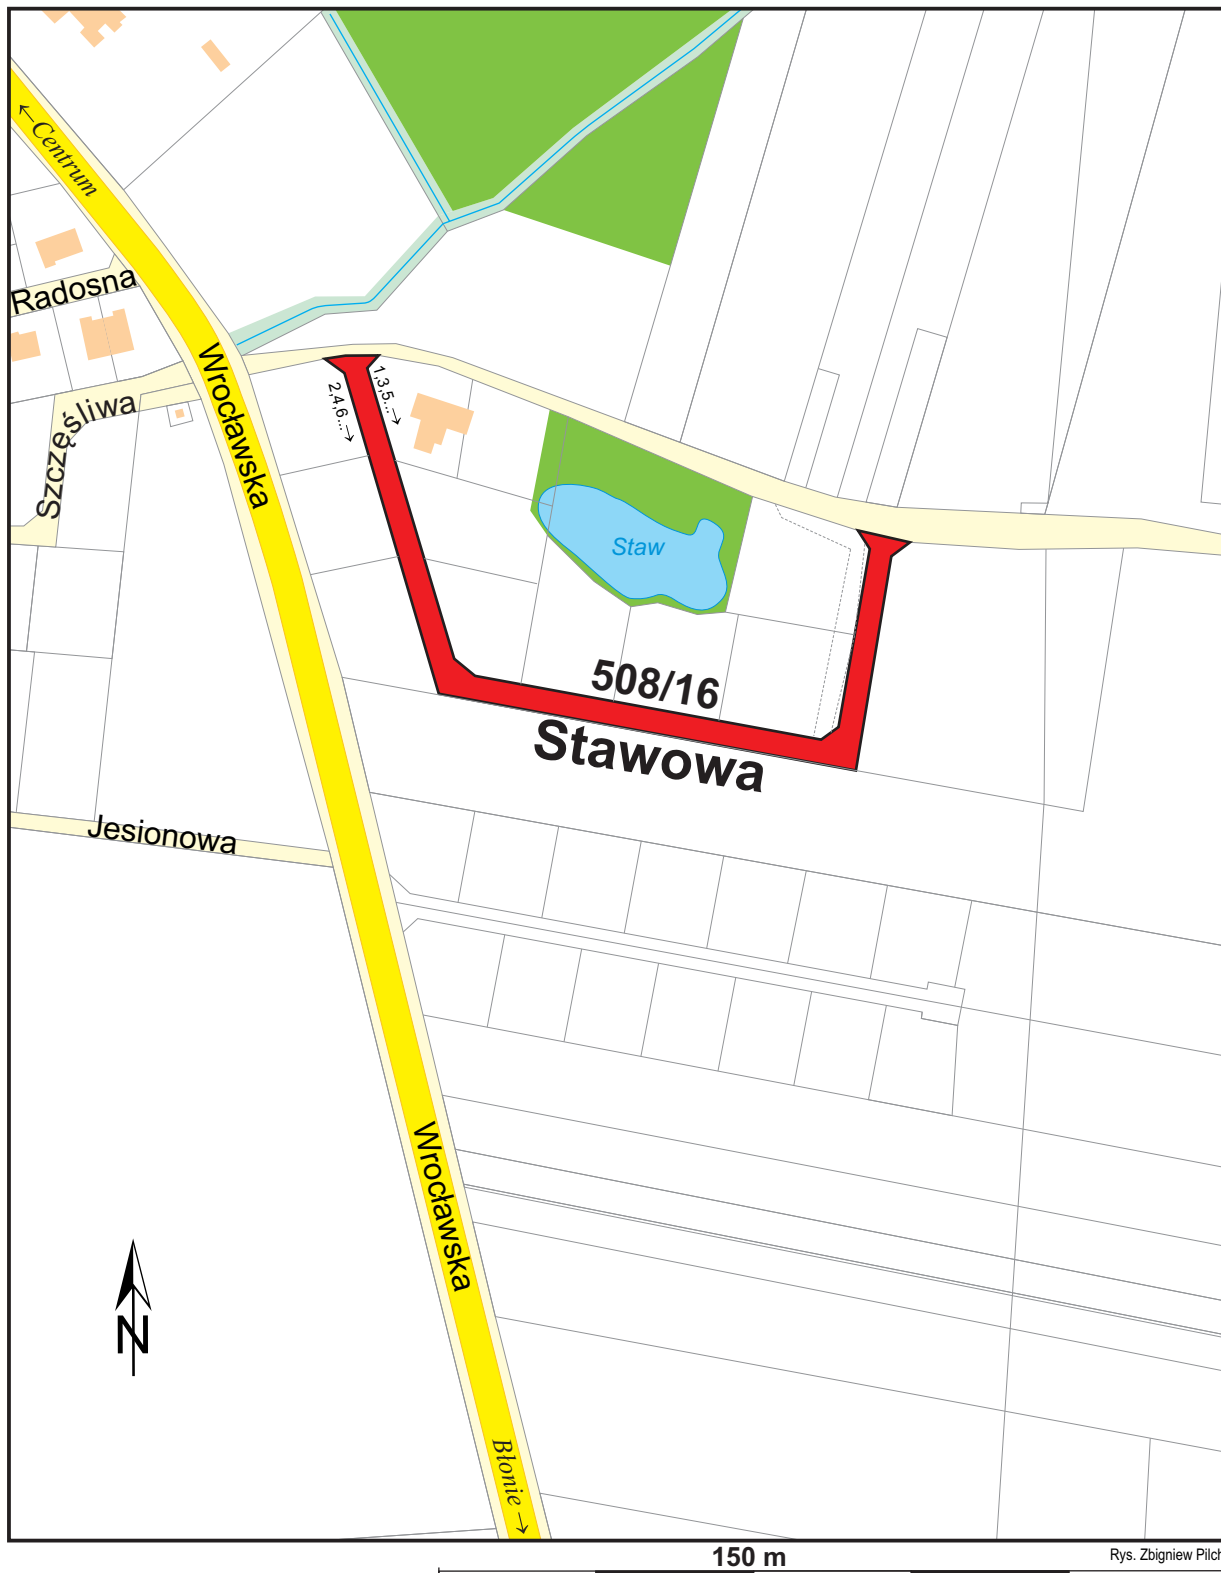 ←Centrum
Radosna
Szczęśliwa
Wrocławska
2,4,6...→
1,3,5...→
Staw
508/16
Stawowa
Jesionowa
Wrocławska
N
Błonie →
150 m
Rys. Zbigniew Pilch